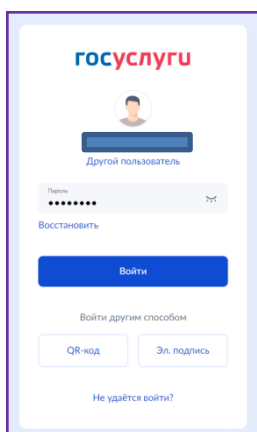 госуслуги
Другой пользователь
Пароль
••••••••
Восстановить
Войти
Войти другим способом
QR-код Эл. подпись
Не удаётся войти?